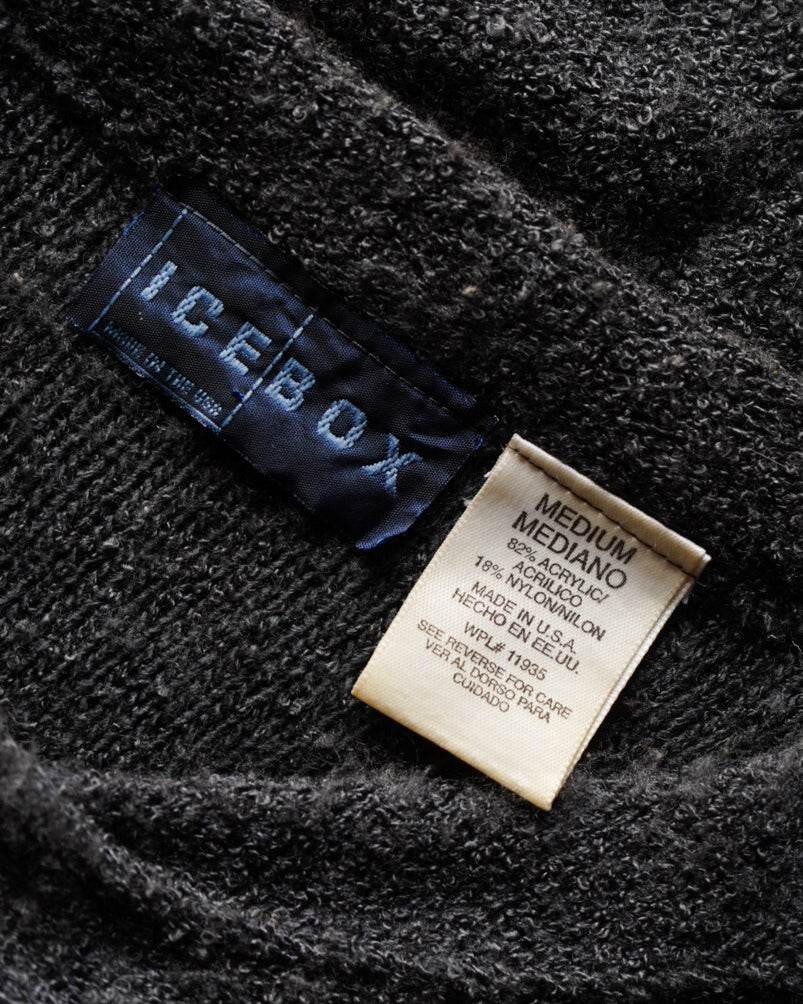 ICEBOX
MADE IN THE USA
MEDIUM
MEDIANO
82% ACRYLIC/
ACRILICO
18% NYLON/NILON
MADE IN U.S.A.
HECHO EN EE.UU.
WPL# 11935
SEE REVERSE FOR CARE
VER AL DORSO PARA
CUIDADO